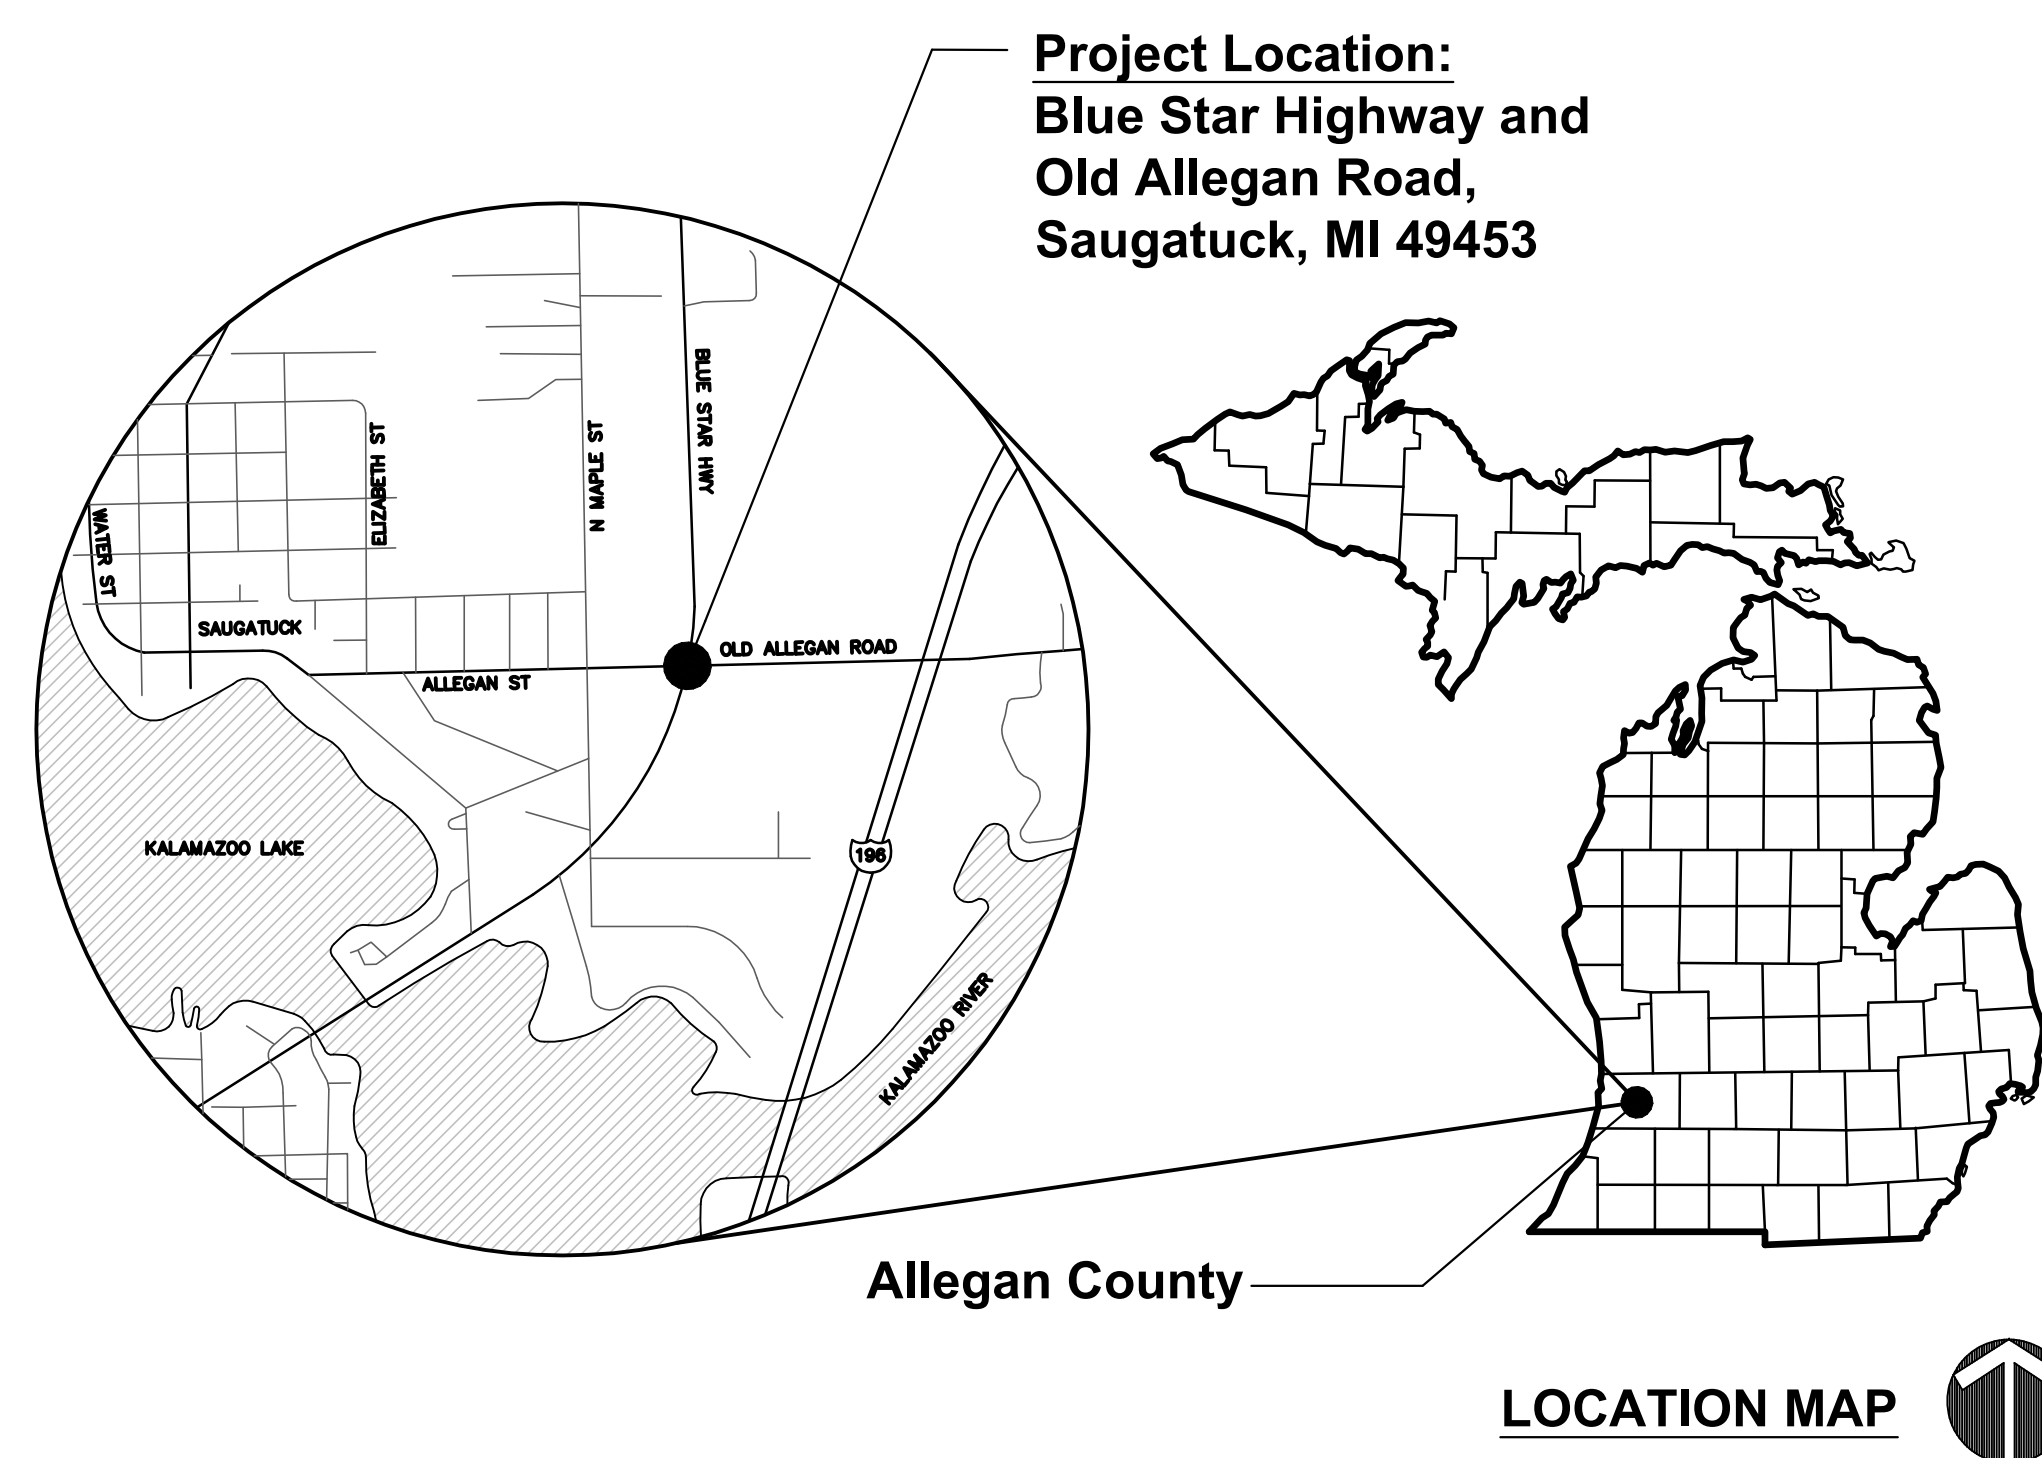 Project Location:
Blue Star Highway and
Old Allegan Road,
Saugatuck, MI 49453
BLUE STAR HWY
N MAPLE ST
ELIZABETH ST
WATER ST
SAUGATUCK
OLD ALLEGAN ROAD
ALLEGAN ST
KALAMAZOO LAKE
196
KALAMAZOO RIVER
Allegan County
LOCATION MAP